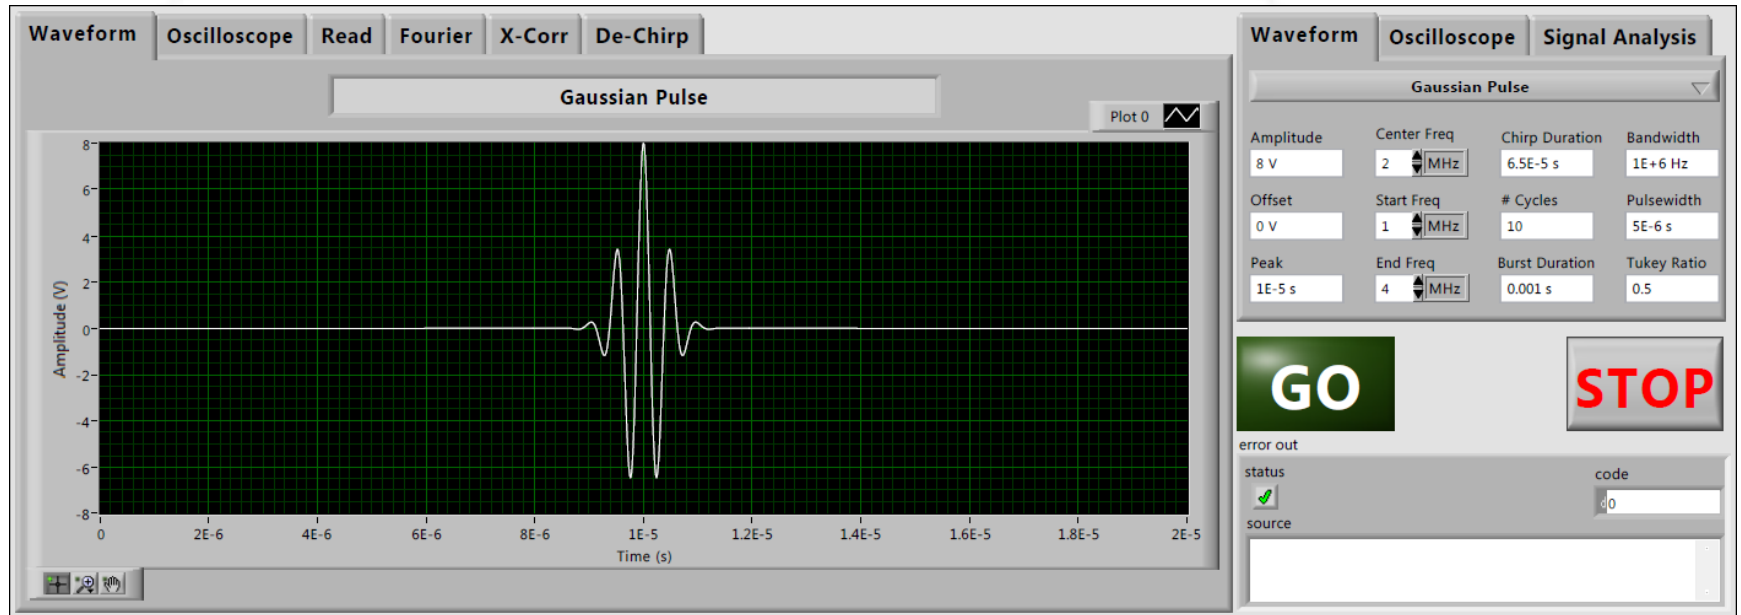 Waveform Oscilloscope Read Fourier X-Corr De-Chirp
Gaussian Pulse
Plot 0
8
6
4
2
0
-2
-4
-6
-8
Amplitude (V)
0 2E-6 4E-6 6E-6 8E-6 1E-5 1.2E-5 1.4E-5 1.6E-5 1.8E-5 2E-5
Time (s)
Waveform Oscilloscope Signal Analysis
Gaussian Pulse
Amplitude Center Freq Chirp Duration Bandwidth
8 V 2 MHz 6.5E-5 s 1E+6 Hz
Offset Start Freq # Cycles Pulsewidth
0 V 1 MHz 10 5E-6 s
Peak End Freq Burst Duration Tukey Ratio
1E-5 s 4 MHz 0.001 s 0.5
GO STOP
error out
status code
d0
source